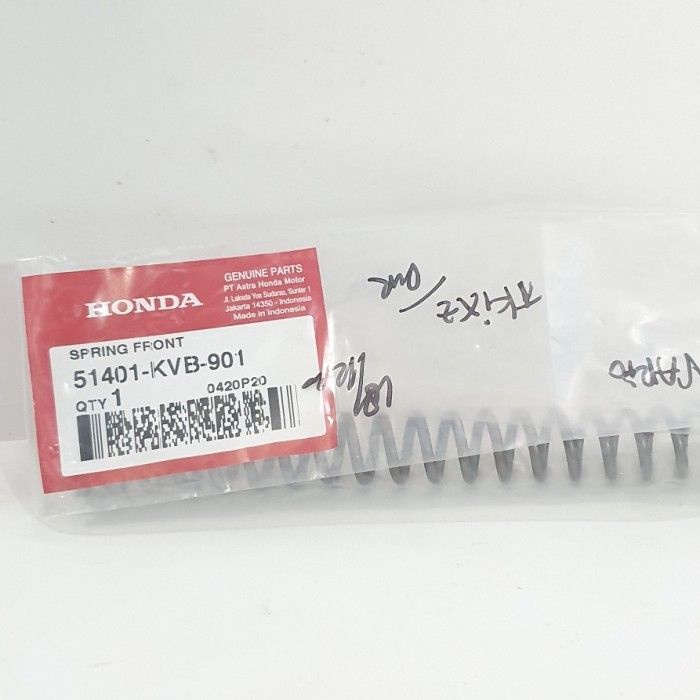 GENUINE PARTS
PT Astra Honda Motor
Jl. Laksda Yos Sudarso, Sunter 1
Jakarta 14350 - Indonesia
Made in Indonesia
HONDA
SPRING FRONT
51401-KVB-901
0420P20
QTY 1